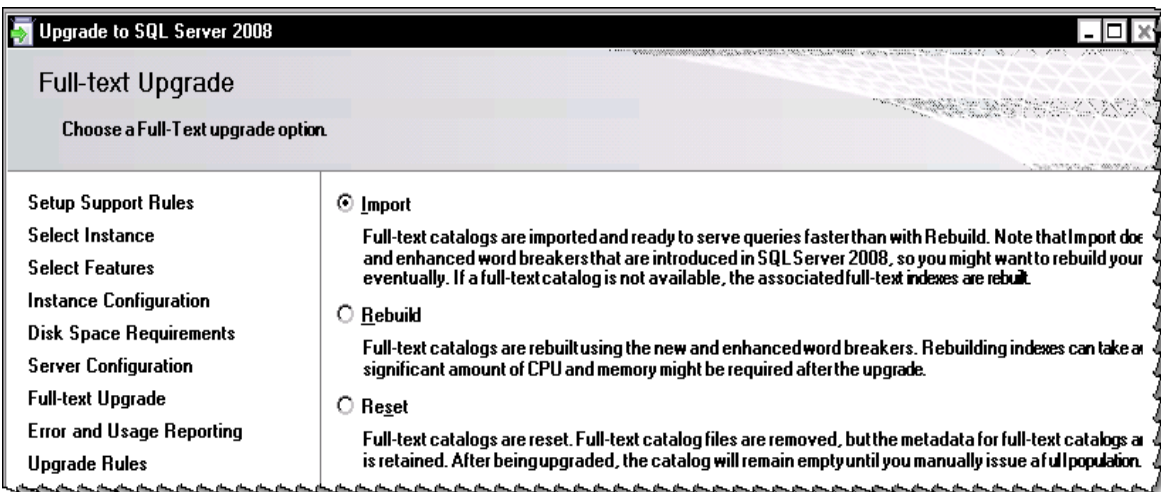 Upgrade to SQL Server 2008
Full-text Upgrade
Choose a Full-Text upgrade option.
Setup Support Rules
Select Instance
Select Features
Instance Configuration
Disk Space Requirements
Server Configuration
Full-text Upgrade
Error and Usage Reporting
Upgrade Rules
Import
Full-text catalogs are imported and ready to serve queries faster than with Rebuild. Note that Import
and enhanced word breakers that are introduced in SQL Server 2008, so you might want to rebuild your
eventually. If a full-text catalog is not available, the associated full-text indexes are rebuilt.
Rebuild
Full-text catalogs are rebuilt using the new and enhanced word breakers. Rebuilding indexes can take
significant amount of CPU and memory might be required after the upgrade.
Reset
Full-text catalogs are reset. Full-text catalog files are removed, but the metadata for full-text catalogs
is retained. After being upgraded, the catalog will remain empty until you manually issue a full population.